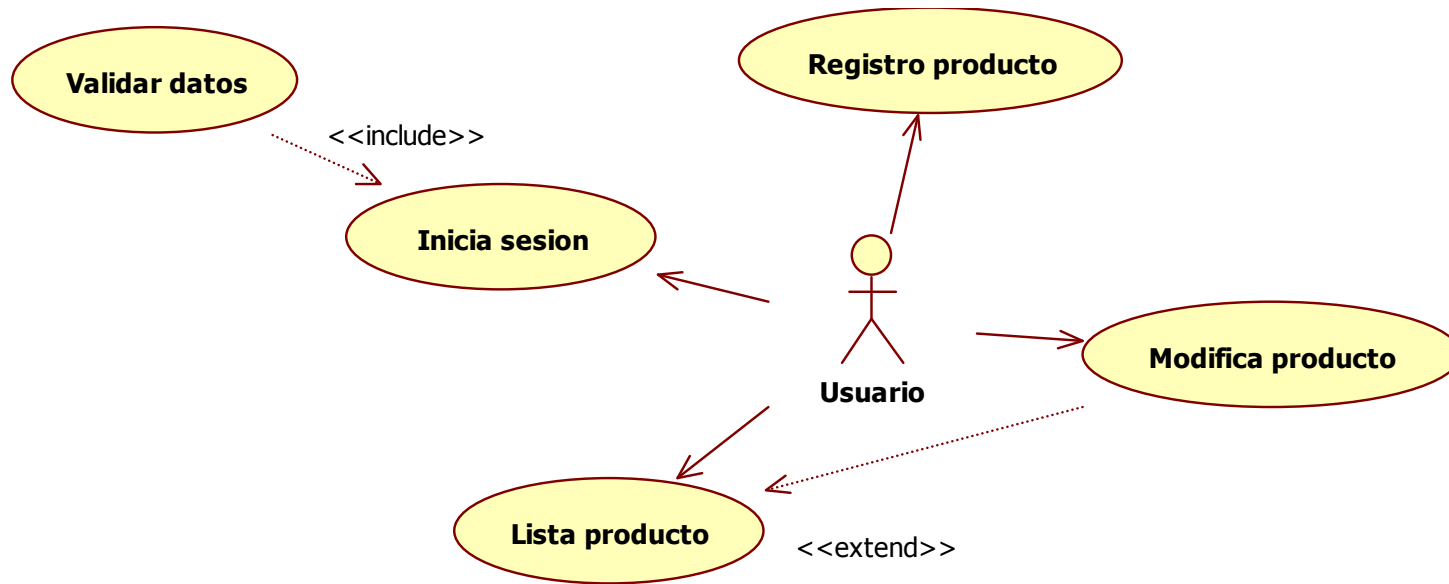 Registro producto
Validar datos
<<include>>
Inicia sesion
Modifica producto
Usuario
Lista producto
<<extend>>